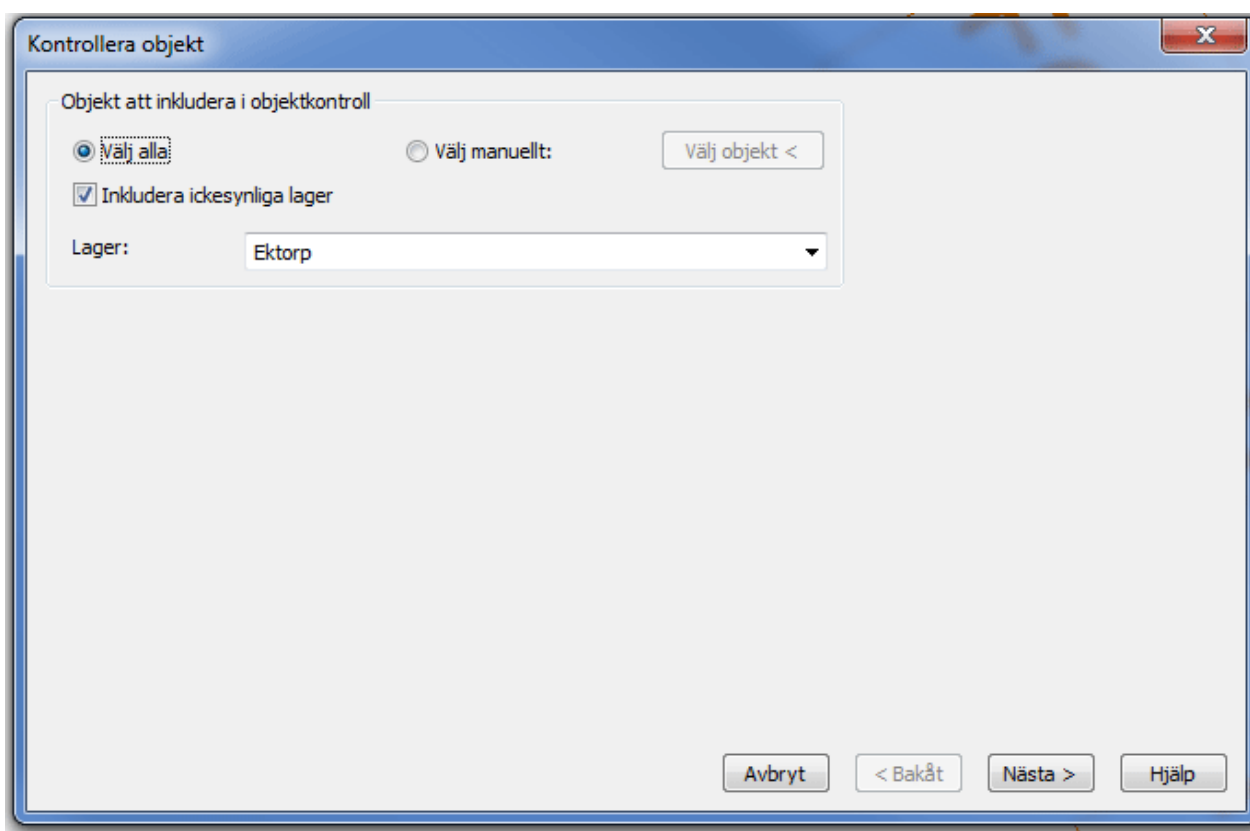 Kontrollera objekt
Objekt att inkludera i objektkontroll
Välj alla
Välj manuellt:
Välj objekt <
Inkludera ickesynliga lager
Lager:
Ektorp
Avbryt
< Bakåt
Nästa >
Hjälp